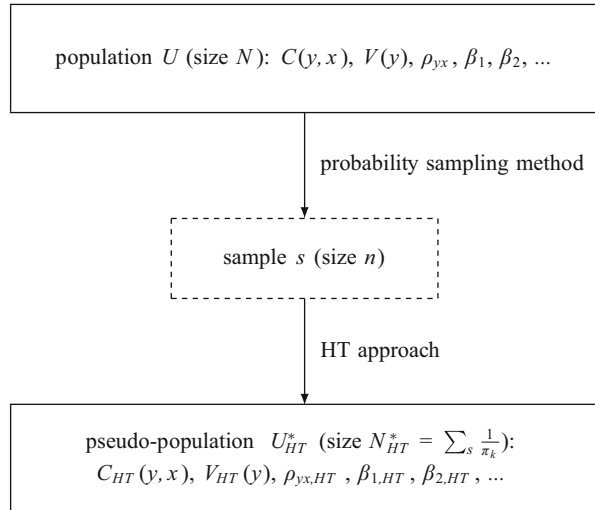 population U (size N): C(y, x), V(y), ρ_yx, β_1, β_2, ...
probability sampling method
sample s (size n)
HT approach
pseudo-population U*_HT (size N*_HT = ∑_s 1/π_k):
C_HT(y, x), V_HT(y), ρ_yx,HT, β_1,HT, β_2,HT, ...